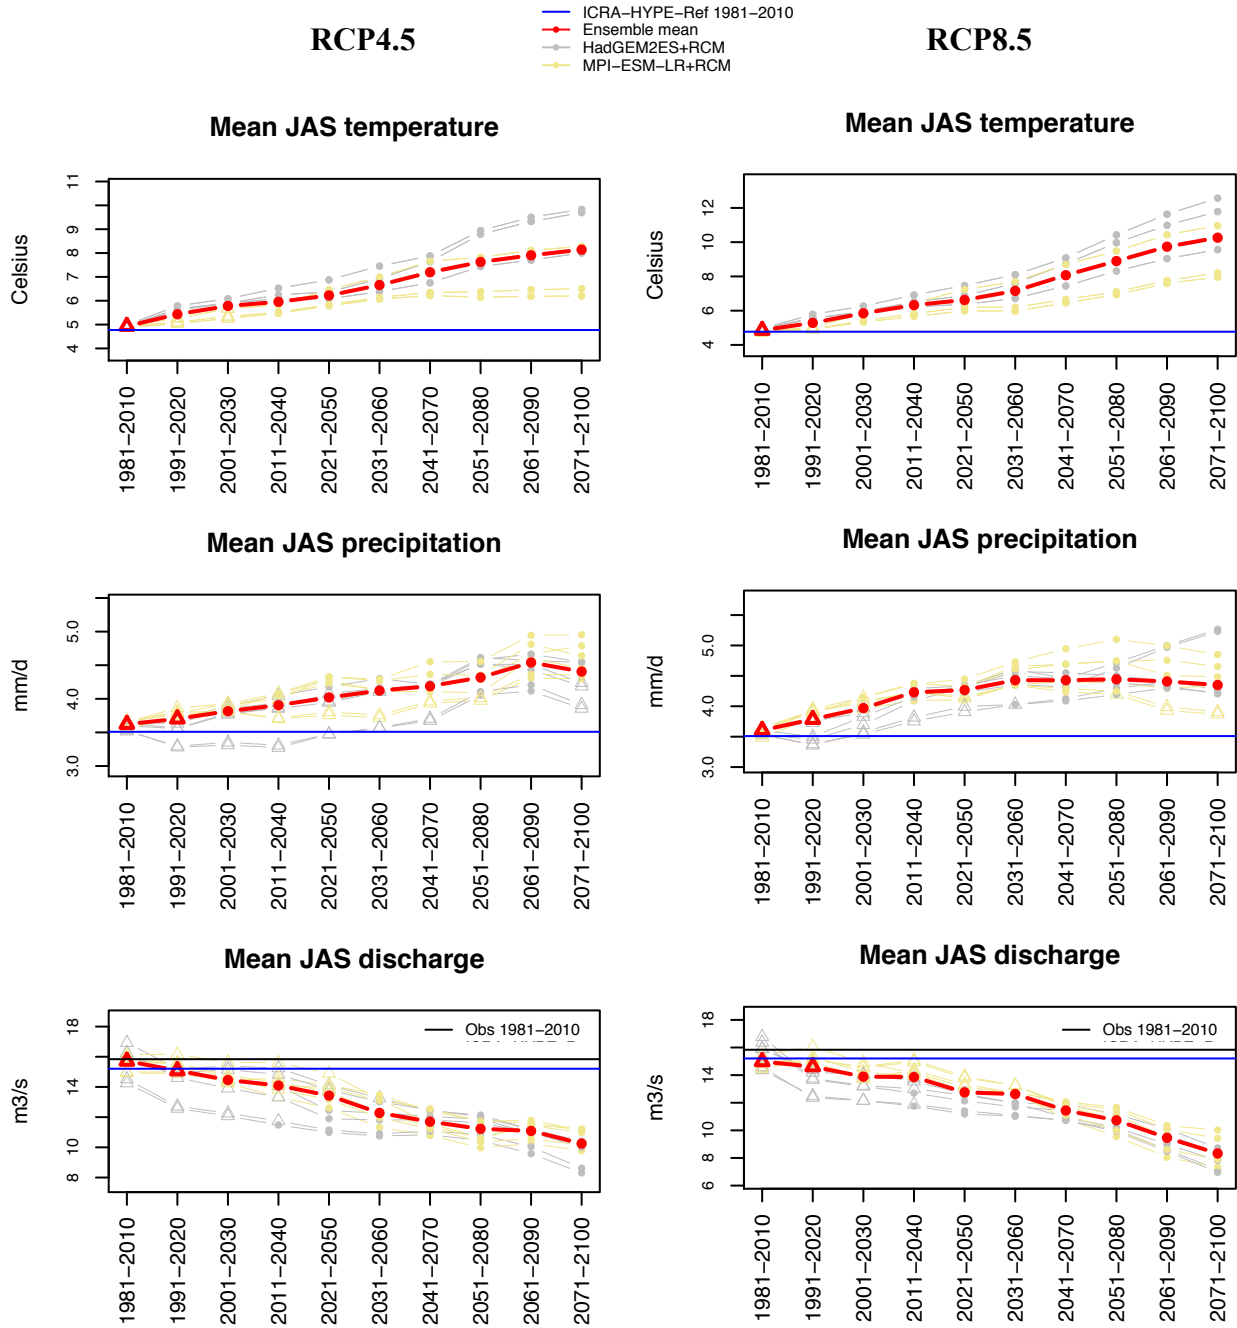 ICRA−HYPE−Ref 1981−2010
Ensemble mean
HadGEM2ES+RCM
MPI−ESM−LR+RCM
RCP4.5
RCP8.5
Mean JAS temperature
Celsius
4 5 6 7 8 9 11
1981−2010 1991−2020 2001−2030 2011−2040 2021−2050 2031−2060 2041−2070 2051−2080 2061−2090 2071−2100
Mean JAS temperature
Celsius
4 6 8 10 12
1981−2010 1991−2020 2001−2030 2011−2040 2021−2050 2031−2060 2041−2070 2051−2080 2061−2090 2071−2100
Mean JAS precipitation
mm/d
3.0 4.0 5.0
1981−2010 1991−2020 2001−2030 2011−2040 2021−2050 2031−2060 2041−2070 2051−2080 2061−2090 2071−2100
Mean JAS precipitation
mm/d
3.0 4.0 5.0
1981−2010 1991−2020 2001−2030 2011−2040 2021−2050 2031−2060 2041−2070 2051−2080 2061−2090 2071−2100
Mean JAS discharge
m3/s
8 10 14 18
Obs 1981−2010
1981−2010 1991−2020 2001−2030 2011−2040 2021−2050 2031−2060 2041−2070 2051−2080 2061−2090 2071−2100
Mean JAS discharge
m3/s
6 8 10 14 18
Obs 1981−2010
1981−2010 1991−2020 2001−2030 2011−2040 2021−2050 2031−2060 2041−2070 2051−2080 2061−2090 2071−2100